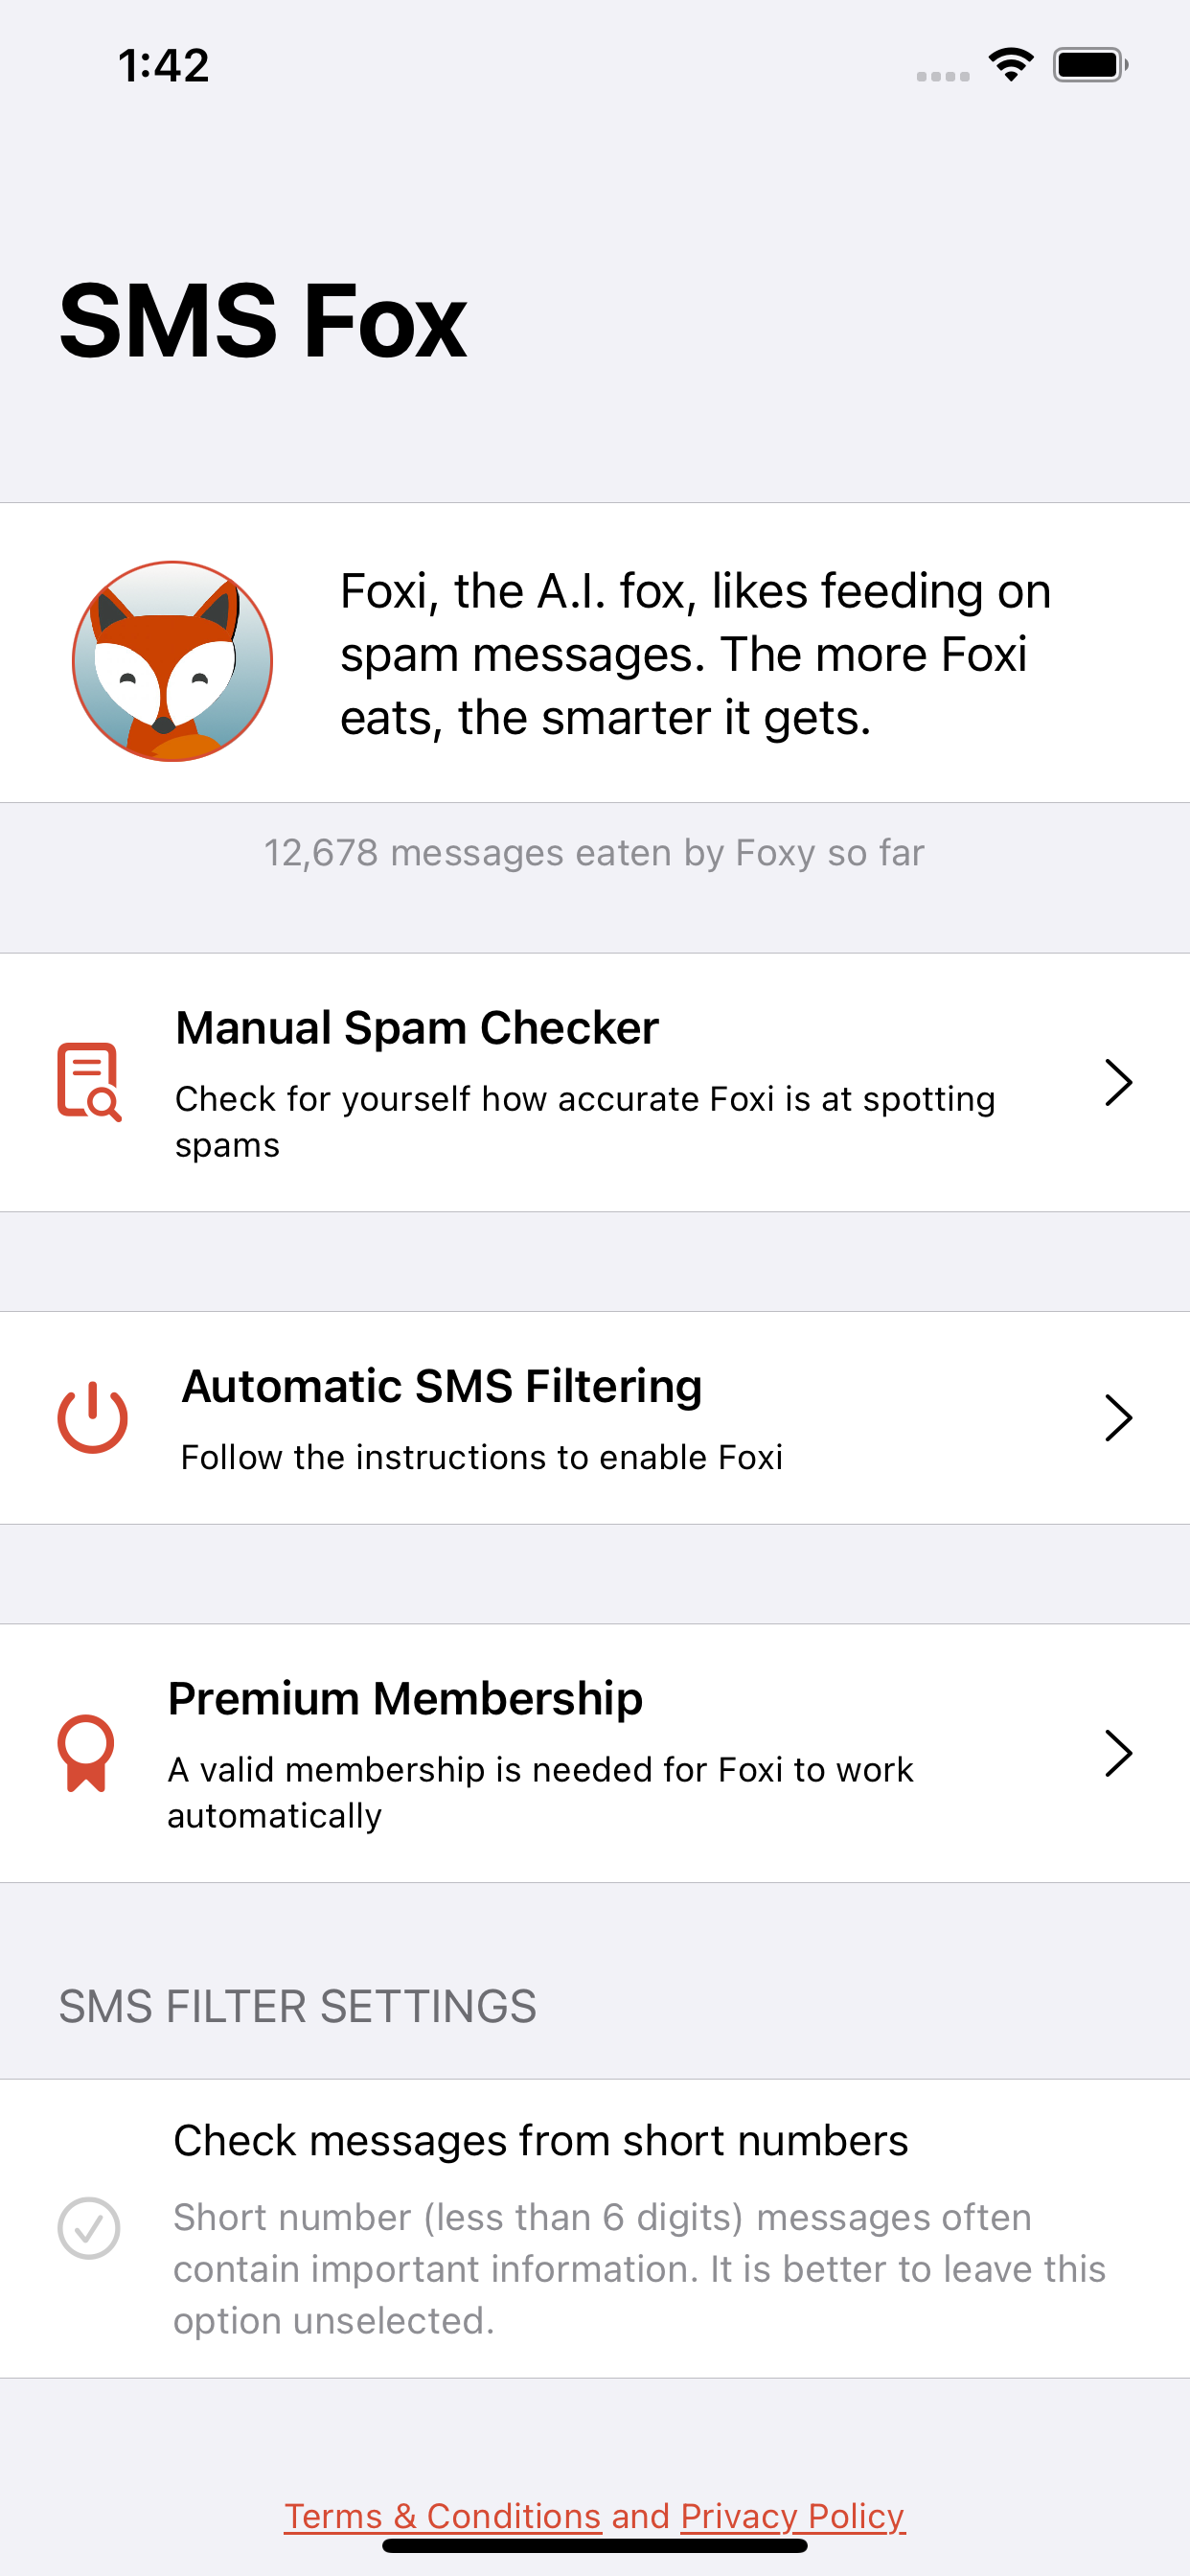 1:42
SMS Fox
Foxi, the A.I. fox, likes feeding on
spam messages. The more Foxi
eats, the smarter it gets.
12,678 messages eaten by Foxy so far
Manual Spam Checker
Check for yourself how accurate Foxi is at spotting
spams
Automatic SMS Filtering
Follow the instructions to enable Foxi
Premium Membership
A valid membership is needed for Foxi to work
automatically
SMS FILTER SETTINGS
Check messages from short numbers
Short number (less than 6 digits) messages often
contain important information. It is better to leave this
option unselected.
Terms & Conditions and Privacy Policy